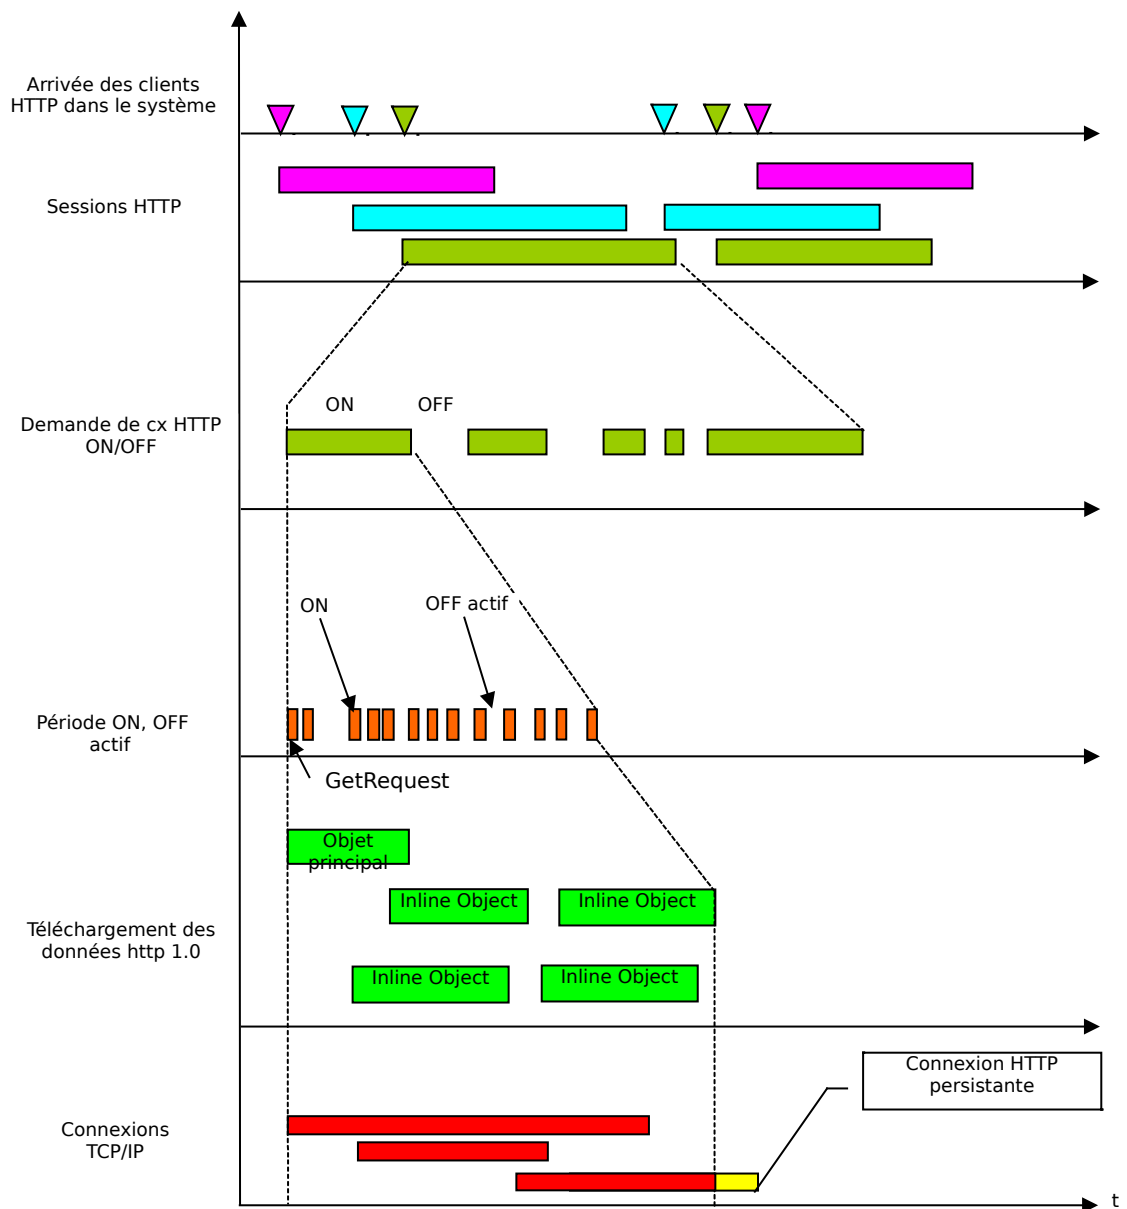 Arrivée des clients
HTTP dans le système
Sessions HTTP
ON
OFF
Demande de cx HTTP
ON/OFF
ON
OFF actif
Période ON, OFF
actif
GetRequest
Objet
principal
Inline Object
Inline Object
Téléchargement des
données http 1.0
Inline Object
Inline Object
Connexion HTTP
persistante
Connexions
TCP/IP
t